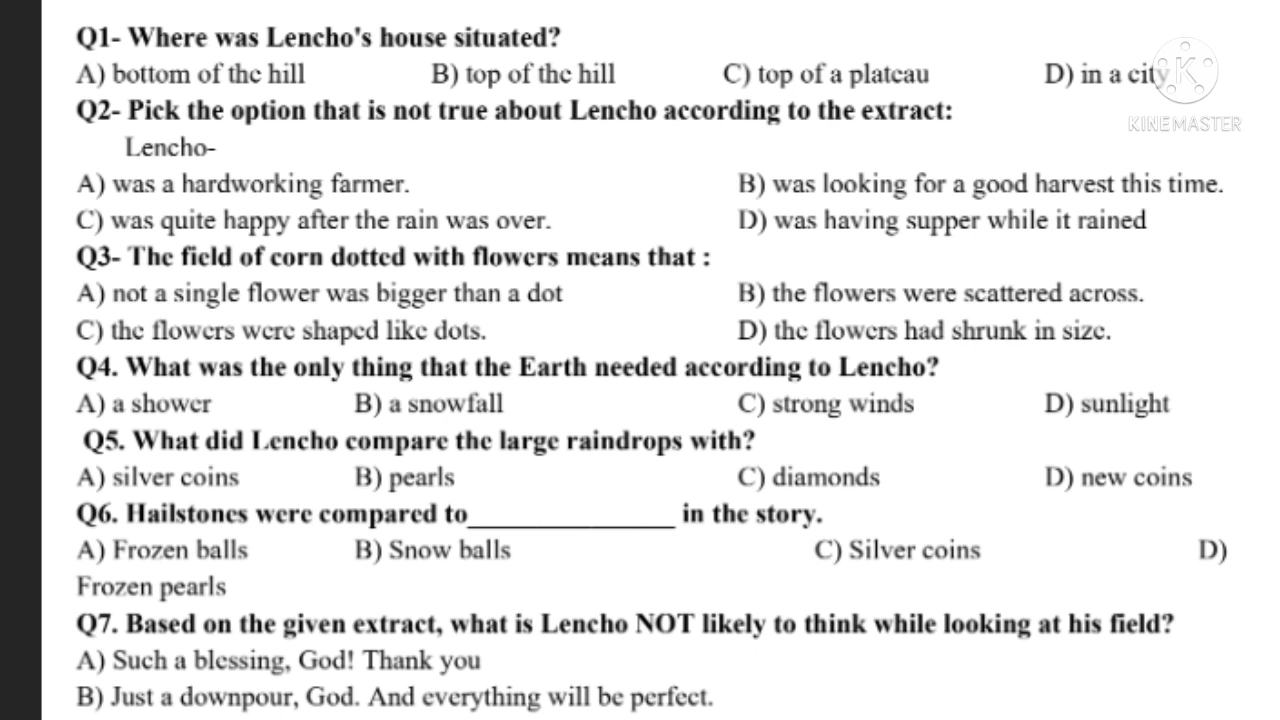 Q1- Where was Lencho's house situated?
A) bottom of the hill B) top of the hill C) top of a plateau D) in a city
KINEMASTER
Q2- Pick the option that is not true about Lencho according to the extract:
Lencho-
A) was a hardworking farmer. B) was looking for a good harvest this time.
C) was quite happy after the rain was over. D) was having supper while it rained
Q3- The field of corn dotted with flowers means that :
A) not a single flower was bigger than a dot B) the flowers were scattered across.
C) the flowers were shaped like dots. D) the flowers had shrunk in size.
Q4. What was the only thing that the Earth needed according to Lencho?
A) a shower B) a snowfall C) strong winds D) sunlight
Q5. What did Lencho compare the large raindrops with?
A) silver coins B) pearls C) diamonds D) new coins
Q6. Hailstones were compared to_______________ in the story.
A) Frozen balls B) Snow balls C) Silver coins D)
Frozen pearls
Q7. Based on the given extract, what is Lencho NOT likely to think while looking at his field?
A) Such a blessing, God! Thank you
B) Just a downpour, God. And everything will be perfect.